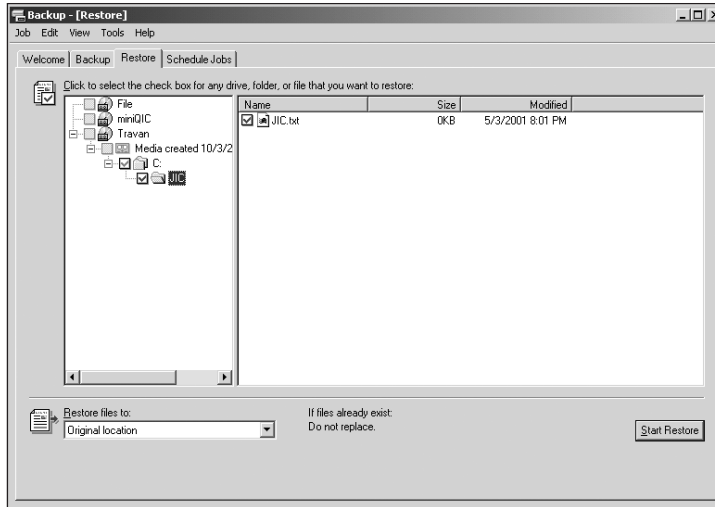 Backup - [Restore]
Job Edit View Tools Help
Welcome Backup Restore Schedule Jobs
Click to select the check box for any drive, folder, or file that you want to restore:
File
miniQIC
Travan
Media created 10/3/2
C:
JIC
Name Size Modified
JIC.txt 0KB 5/3/2001 8:01 PM
Restore files to:
Original location
If files already exist:
Do not replace.
Start Restore